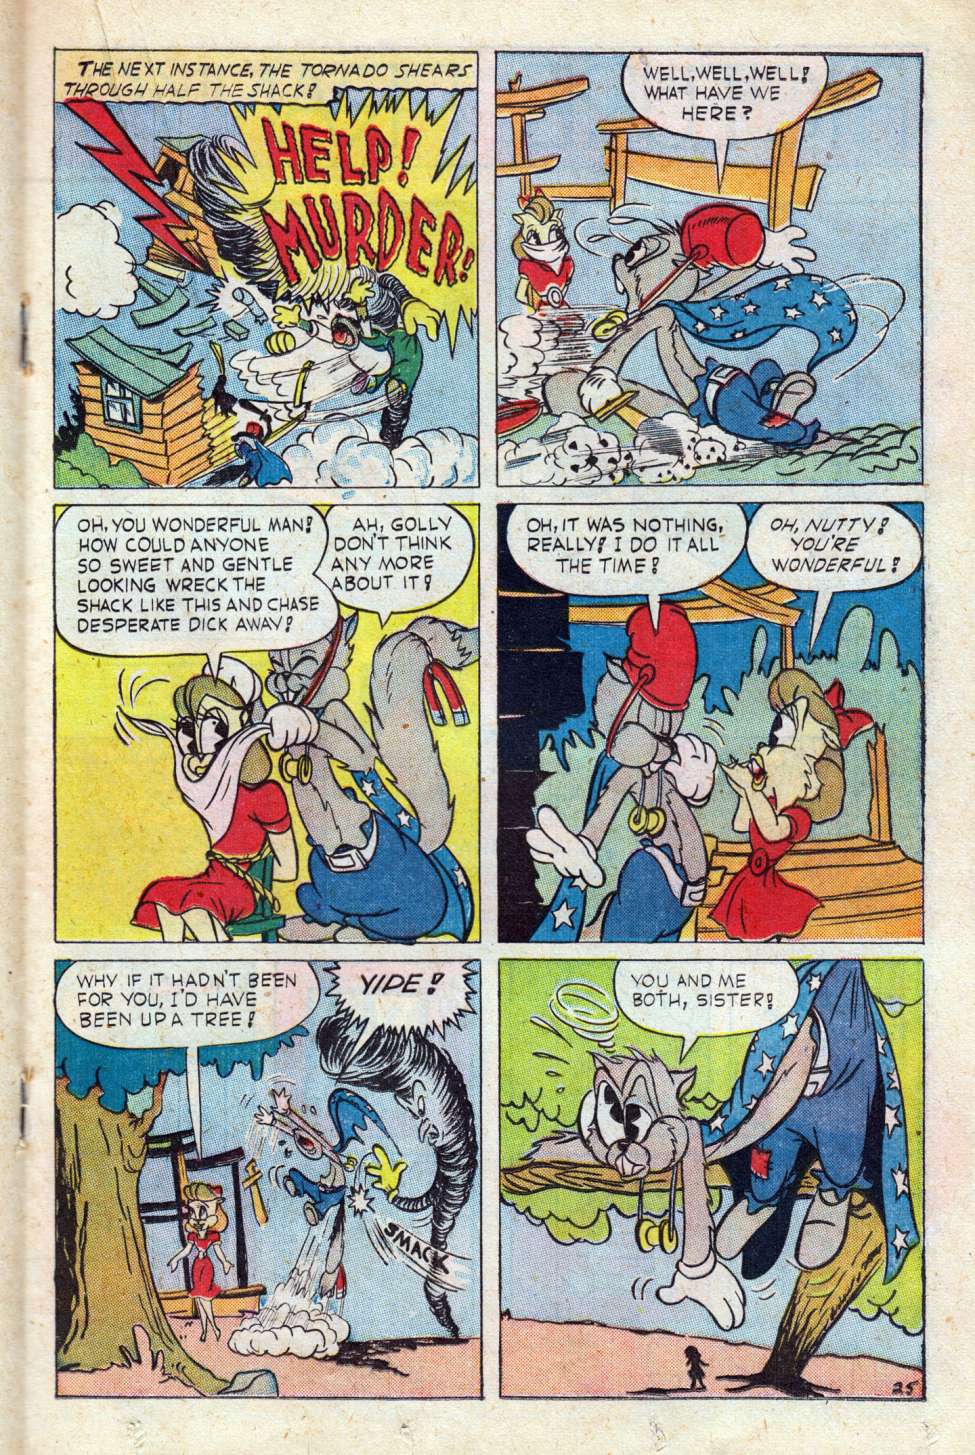 THE NEXT INSTANCE, THE TORNADO SHEARS
THROUGH HALF THE SHACK!
HELP!
MURDER!
WELL, WELL, WELL!
WHAT HAVE WE
HERE?
OH, YOU WONDERFUL MAN!
HOW COULD ANYONE
SO SWEET AND GENTLE
LOOKING WRECK THE
SHACK LIKE THIS AND CHASE
DESPERATE DICK AWAY!
AH, GOLLY
DON'T THINK
ANY MORE
ABOUT IT!
OH, IT WAS NOTHING,
REALLY! I DO IT ALL
THE TIME!
OH, NUTTY!
YOU'RE
WONDERFUL!
WHY IF IT HADN'T BEEN
FOR YOU, I'D HAVE
BEEN UP A TREE!
YIPE!
SMACK
YOU AND ME
BOTH, SISTER!
25